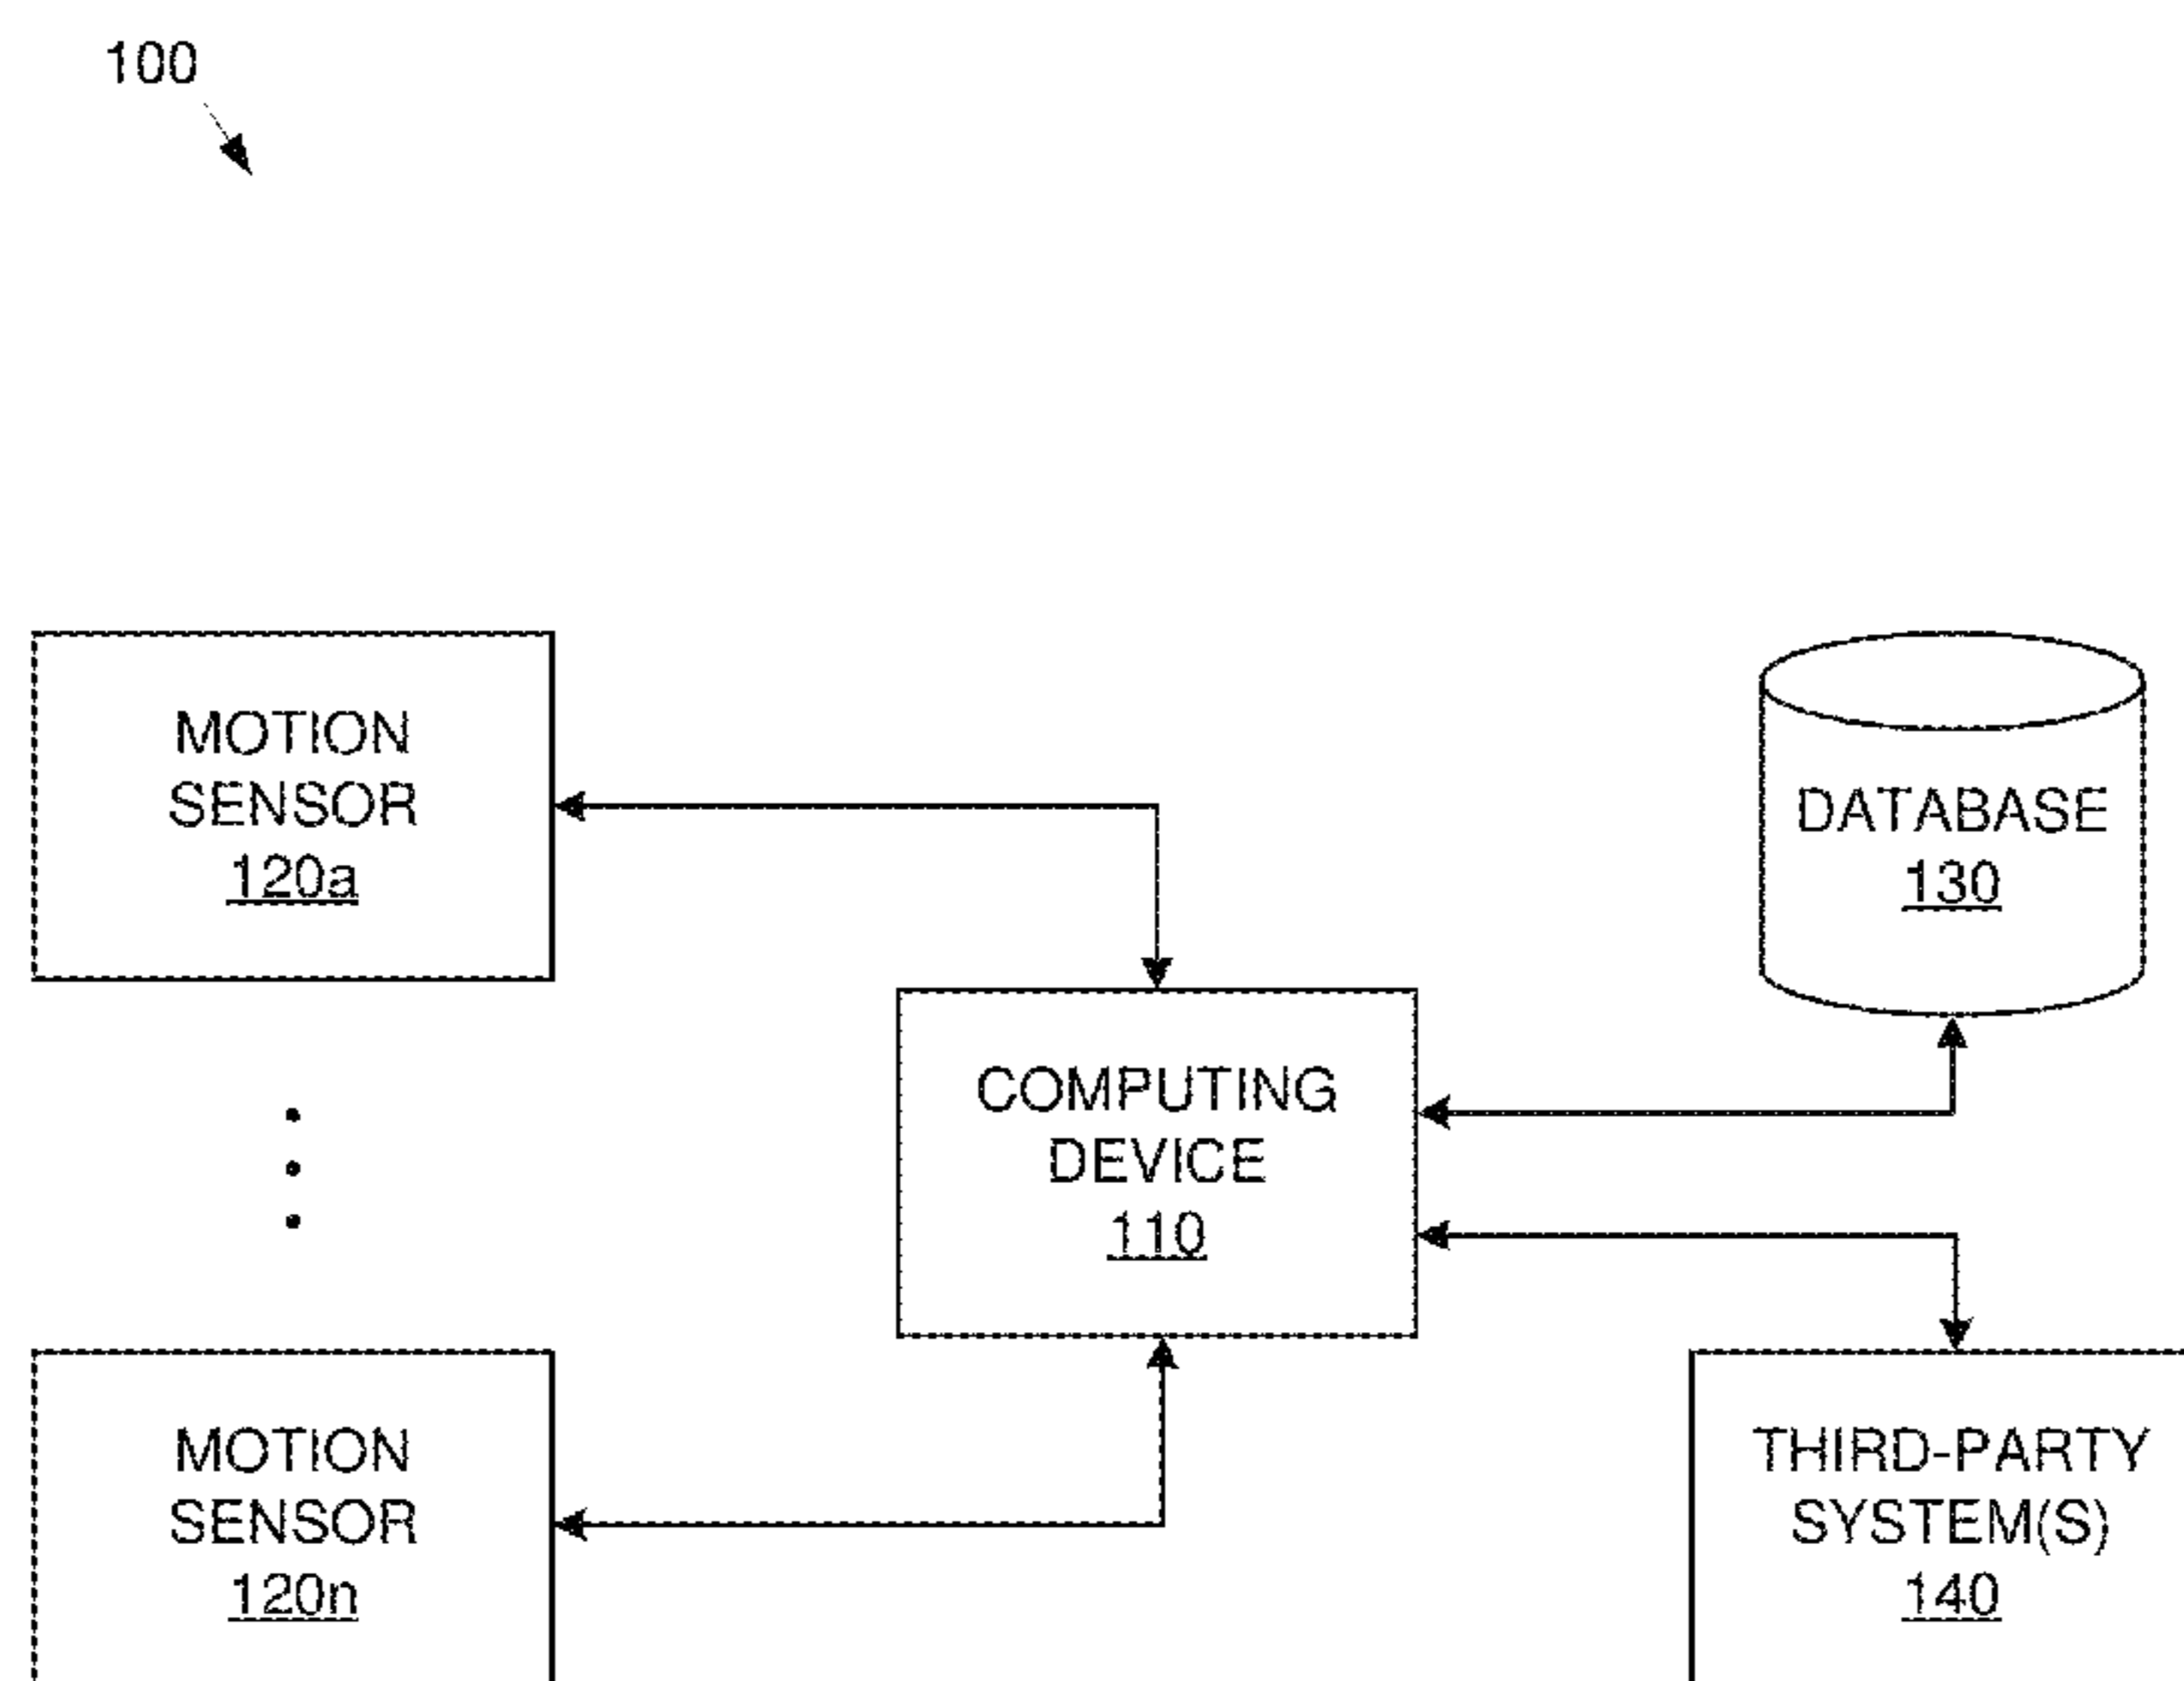 100
MOTION
SENSOR
120a
DATABASE
130
COMPUTING
DEVICE
110
MOTION
SENSOR
120n
THIRD-PARTY
SYSTEM(S)
140